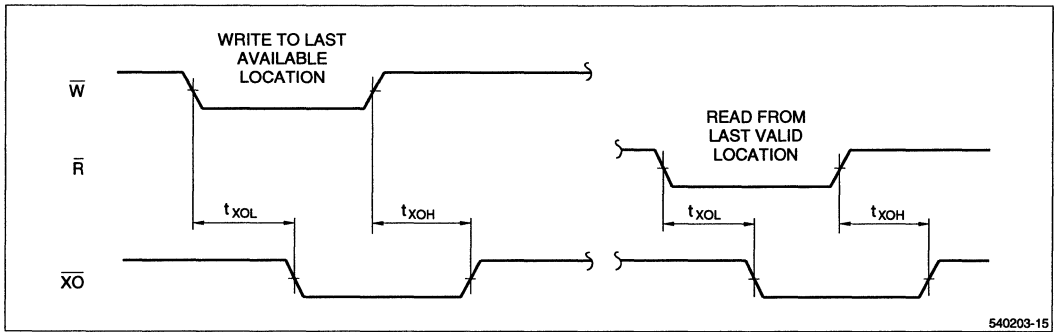 WRITE TO LAST
AVAILABLE
LOCATION
W̅
READ FROM
LAST VALID
LOCATION
R̅
tXOL
tXOH
tXOL
tXOH
X̅O̅
540203-15